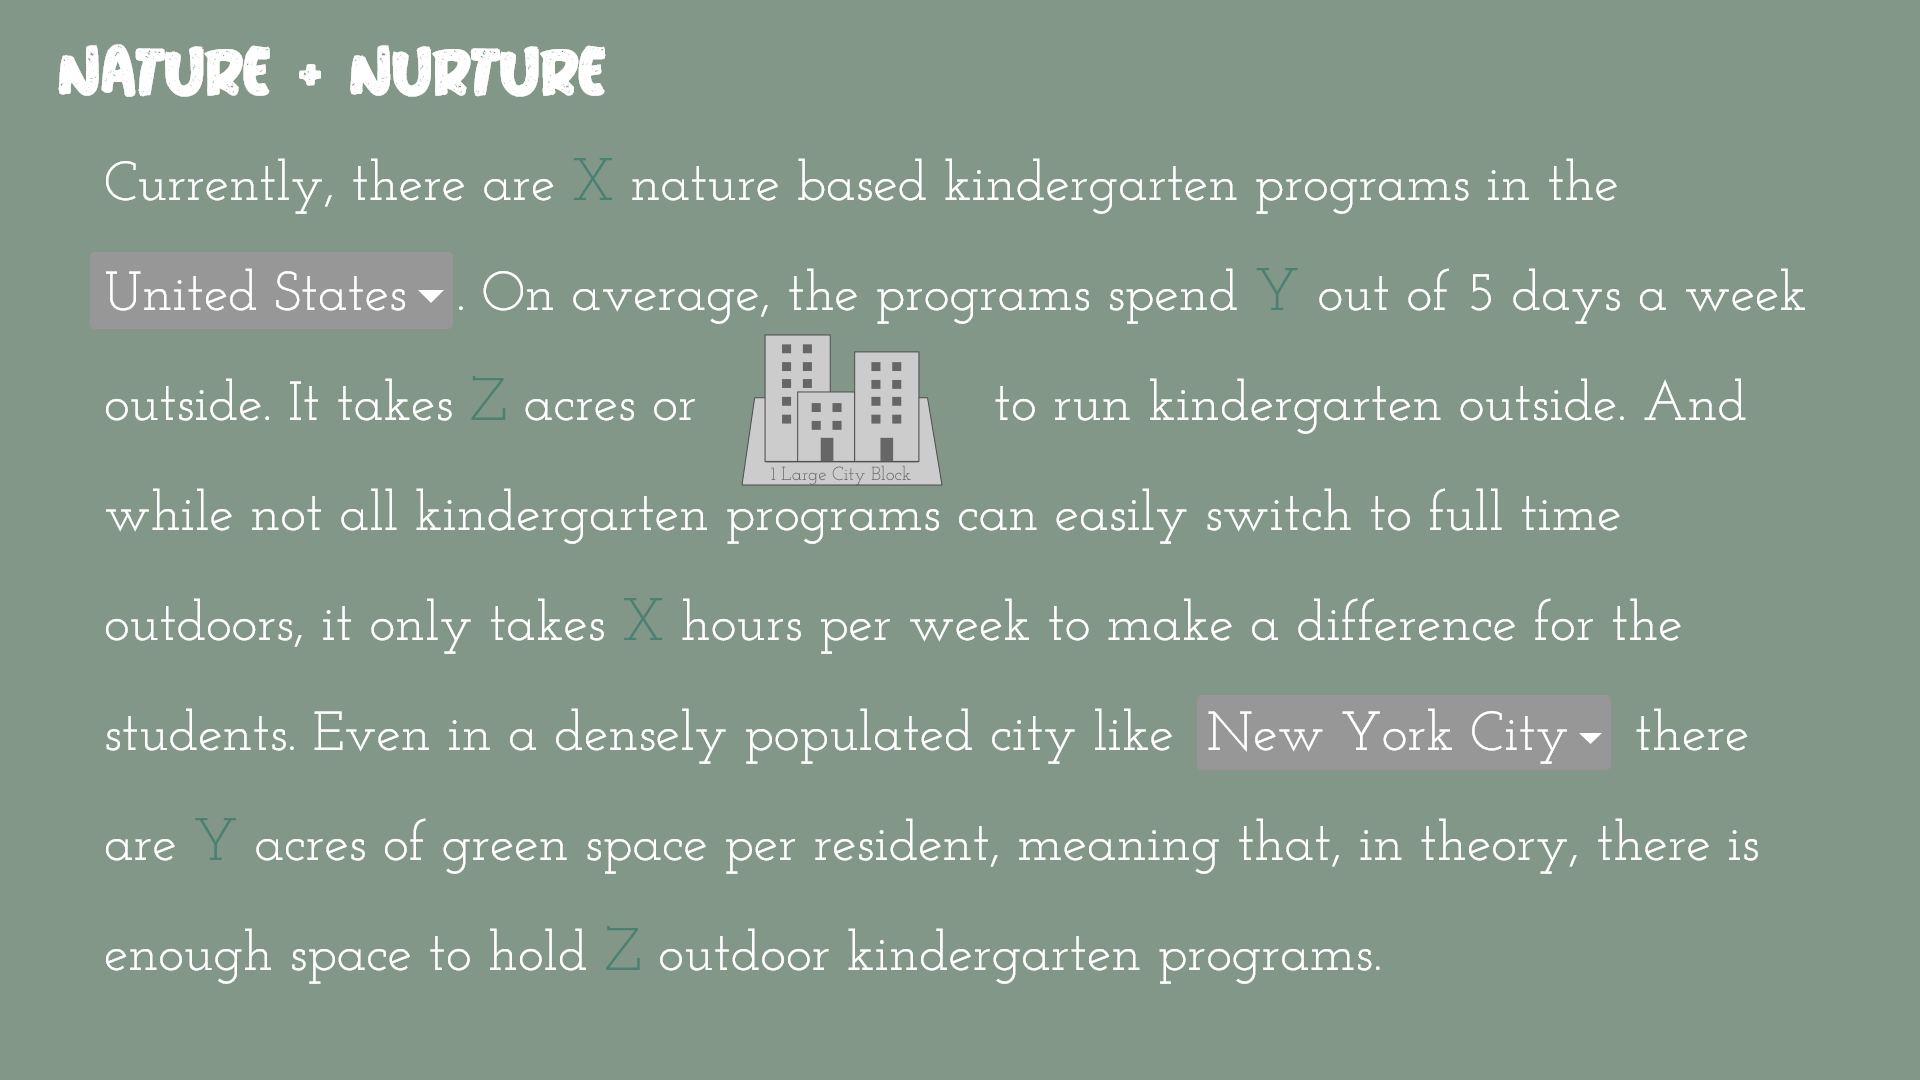 NATURE + NURTURE
Currently, there are X nature based kindergarten programs in the
United States . On average, the programs spend Y out of 5 days a week
outside. It takes Z acres or to run kindergarten outside. And
1 Large City Block
while not all kindergarten programs can easily switch to full time
outdoors, it only takes X hours per week to make a difference for the
students. Even in a densely populated city like New York City there
are Y acres of green space per resident, meaning that, in theory, there is
enough space to hold Z outdoor kindergarten programs.